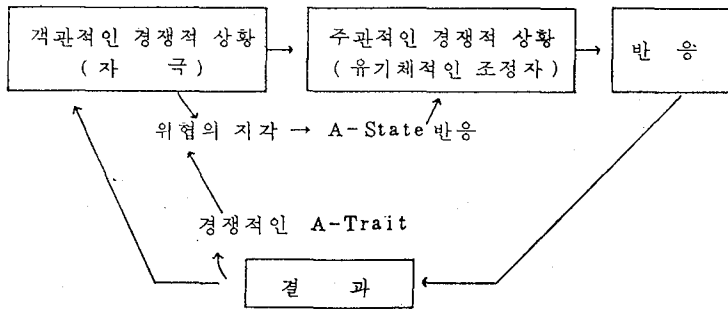 객관적인 경쟁적 상황
(자 극)
주관적인 경쟁적 상황
(유기체적인 조정자)
반 응
위협의 지각 → A-State 반응
경쟁적인 A-Trait
결 과